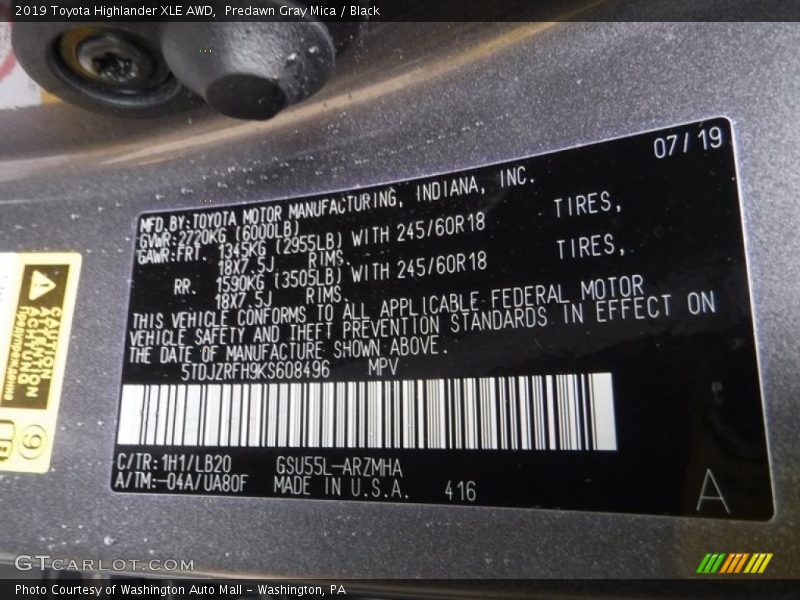 2019 Toyota Highlander XLE AWD,  Predawn Gray Mica / Black
07/19
MFD.BY:TOYOTA MOTOR MANUFACTURING, INDIANA, INC.
GVWR:2720KG (6000LB)
GAWR:FRT. 1345KG (2955LB) WITH 245/60R18 TIRES,
18X7.5J RIMS.
RR. 1590KG (3505LB) WITH 245/60R18 TIRES,
18X7.5J RIMS.
THIS VEHICLE CONFORMS TO ALL APPLICABLE FEDERAL MOTOR
VEHICLE SAFETY AND THEFT PREVENTION STANDARDS IN EFFECT ON
THE DATE OF MANUFACTURE SHOWN ABOVE.
5TDJZRFH9KS608496 MPV
C/TR:1H1/LB20 GSU55L-ARZMHA
A/TM:-04A/UA80F MADE IN U.S.A. 416
A
CAUTION
ACTUNG
ATTENTION
GTCARLOT.COM
Photo Courtesy of Washington Auto Mall - Washington, PA